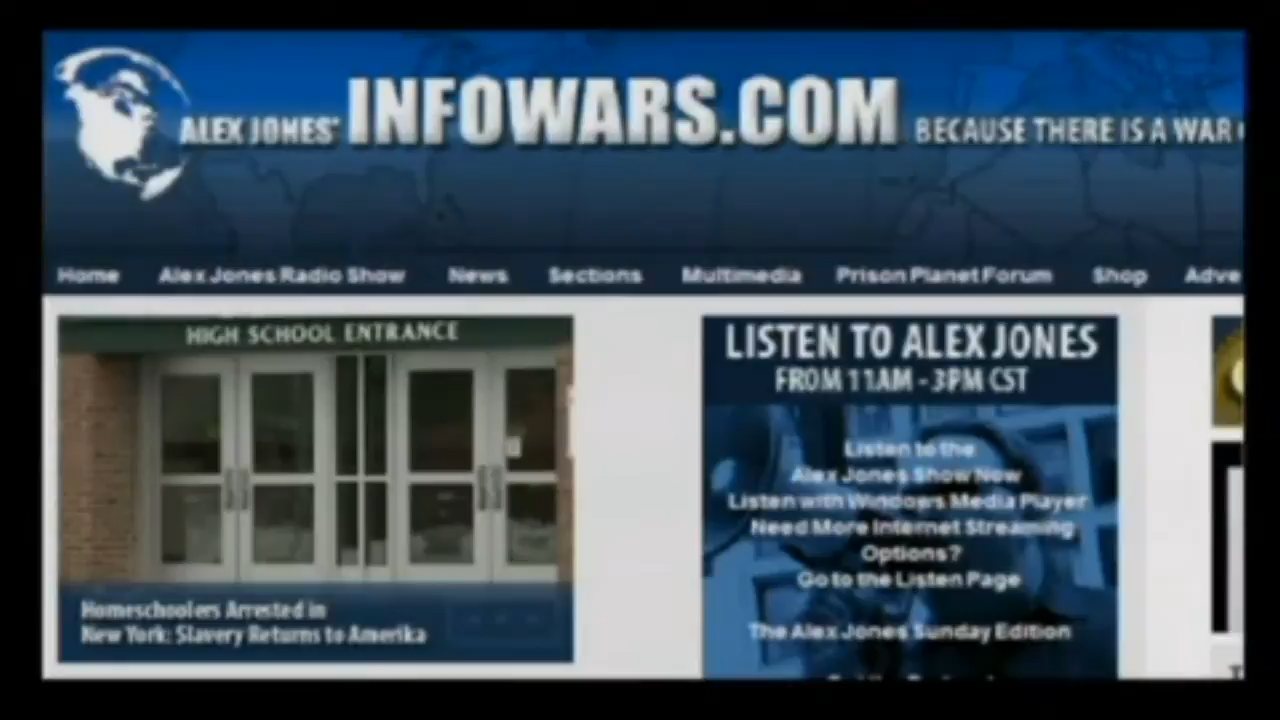 ALEX JONES' INFOWARS.COM BECAUSE THERE IS A WAR
Home Alex Jones Radio Show News Sections Multimedia Prison Planet Forum Shop Adve
HIGH SCHOOL ENTRANCE
Homeschoolers Arrested in
New York: Slavery Returns to Amerika
LISTEN TO ALEX JONES
FROM 11AM - 3PM CST
Listen to the
Alex Jones Show Now
Listen with Windows Media Player
Need More Internet Streaming
Options?
Go to the Listen Page
The Alex Jones Sunday Edition